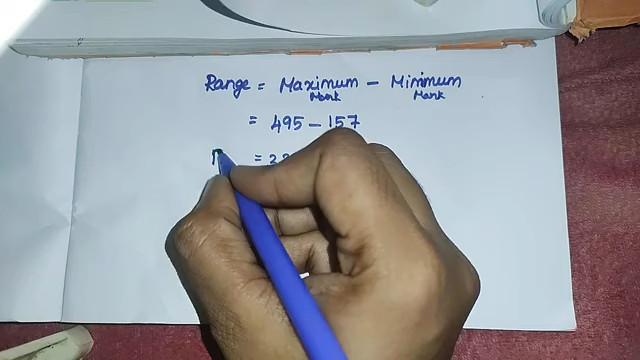 Range = Maximum Mark - Minimum Mark
= 495 - 157
=